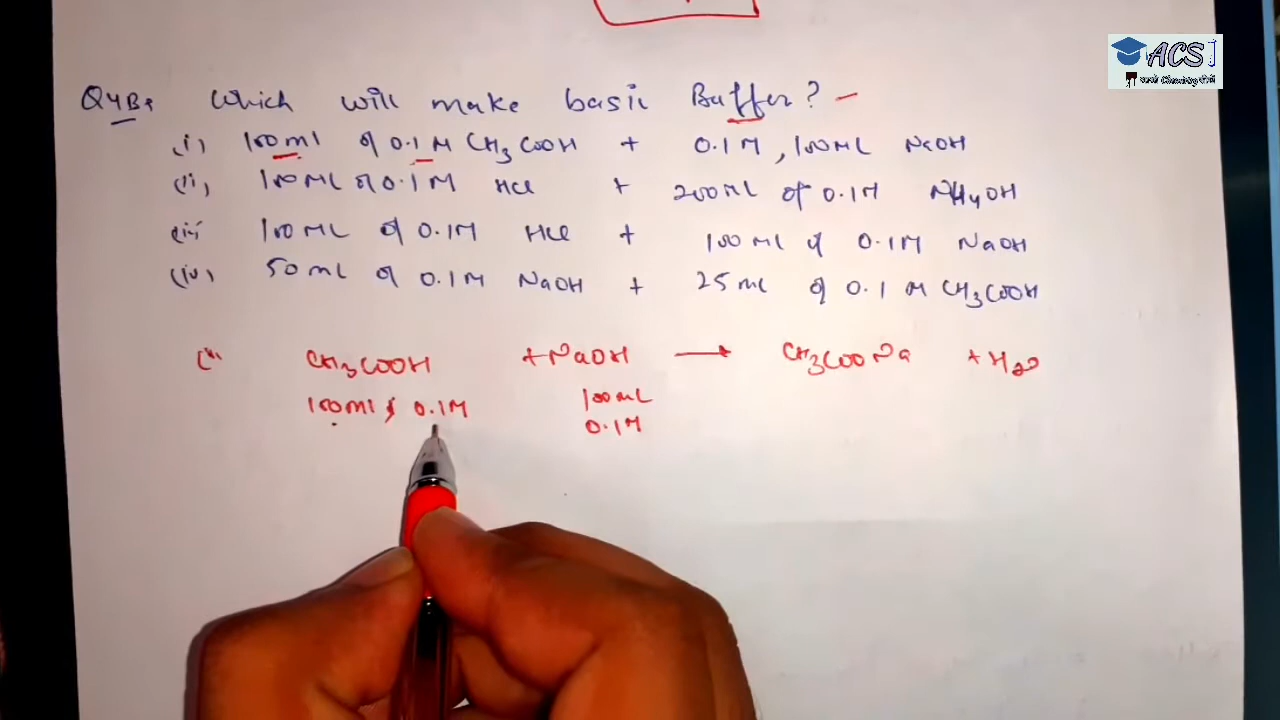 ACS
Q48: Which will make basic Buffer? -
(i) 100ml of 0.1M CH3COOH + 0.1M, 100ML NaOH
(ii) 100ML of 0.1M HCl + 200ML of 0.1M NH4OH
(iii) 100ML of 0.1M HCl + 100ml of 0.1M NaOH
(iv) 50ml of 0.1M NaOH + 25ml of 0.1M CH3COOH
CH3COOH + NaOH → CH3COONa + H2O
100ml 0.1M 100mL
0.1M